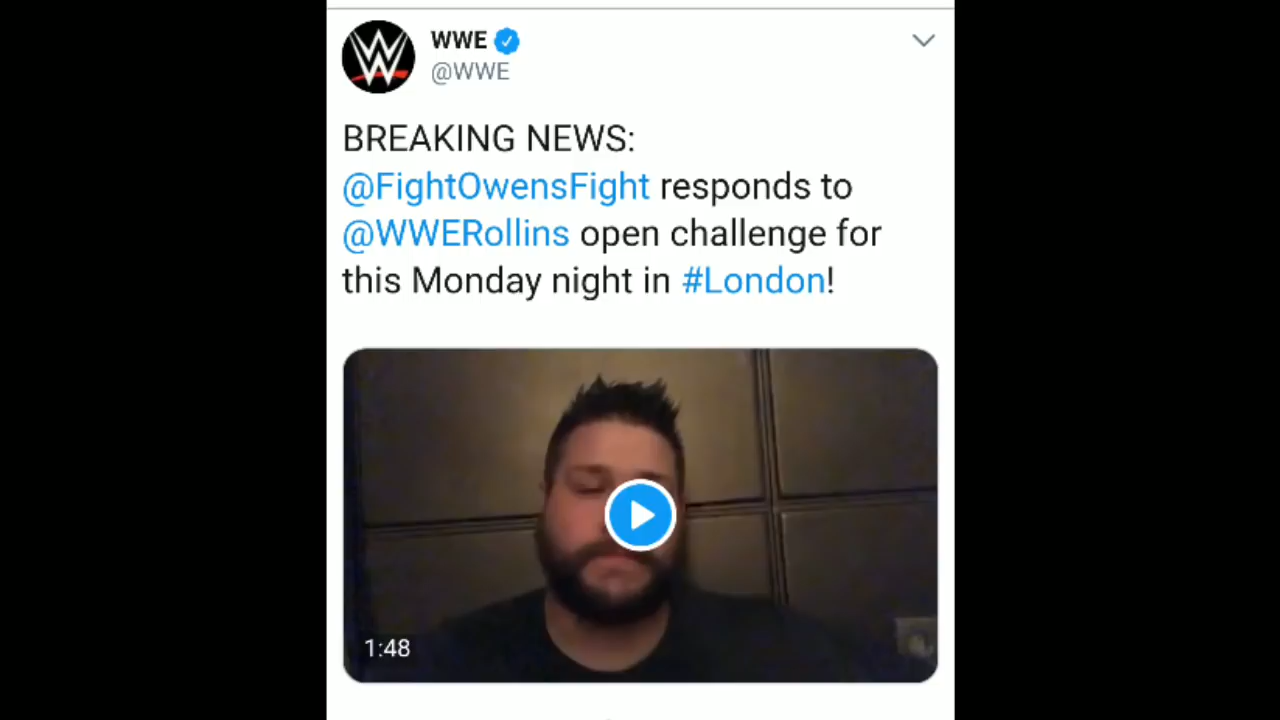 WWE
@WWE
BREAKING NEWS:
@FightOwensFight responds to
@WWERollins open challenge for
this Monday night in #London!
1:48